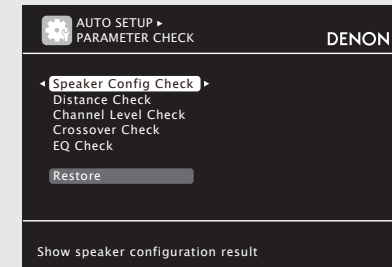 AUTO SETUP ▸
PARAMETER CHECK
DENON
◂ Speaker Config Check ▸
Distance Check
Channel Level Check
Crossover Check
EQ Check
Restore
Show speaker configuration result